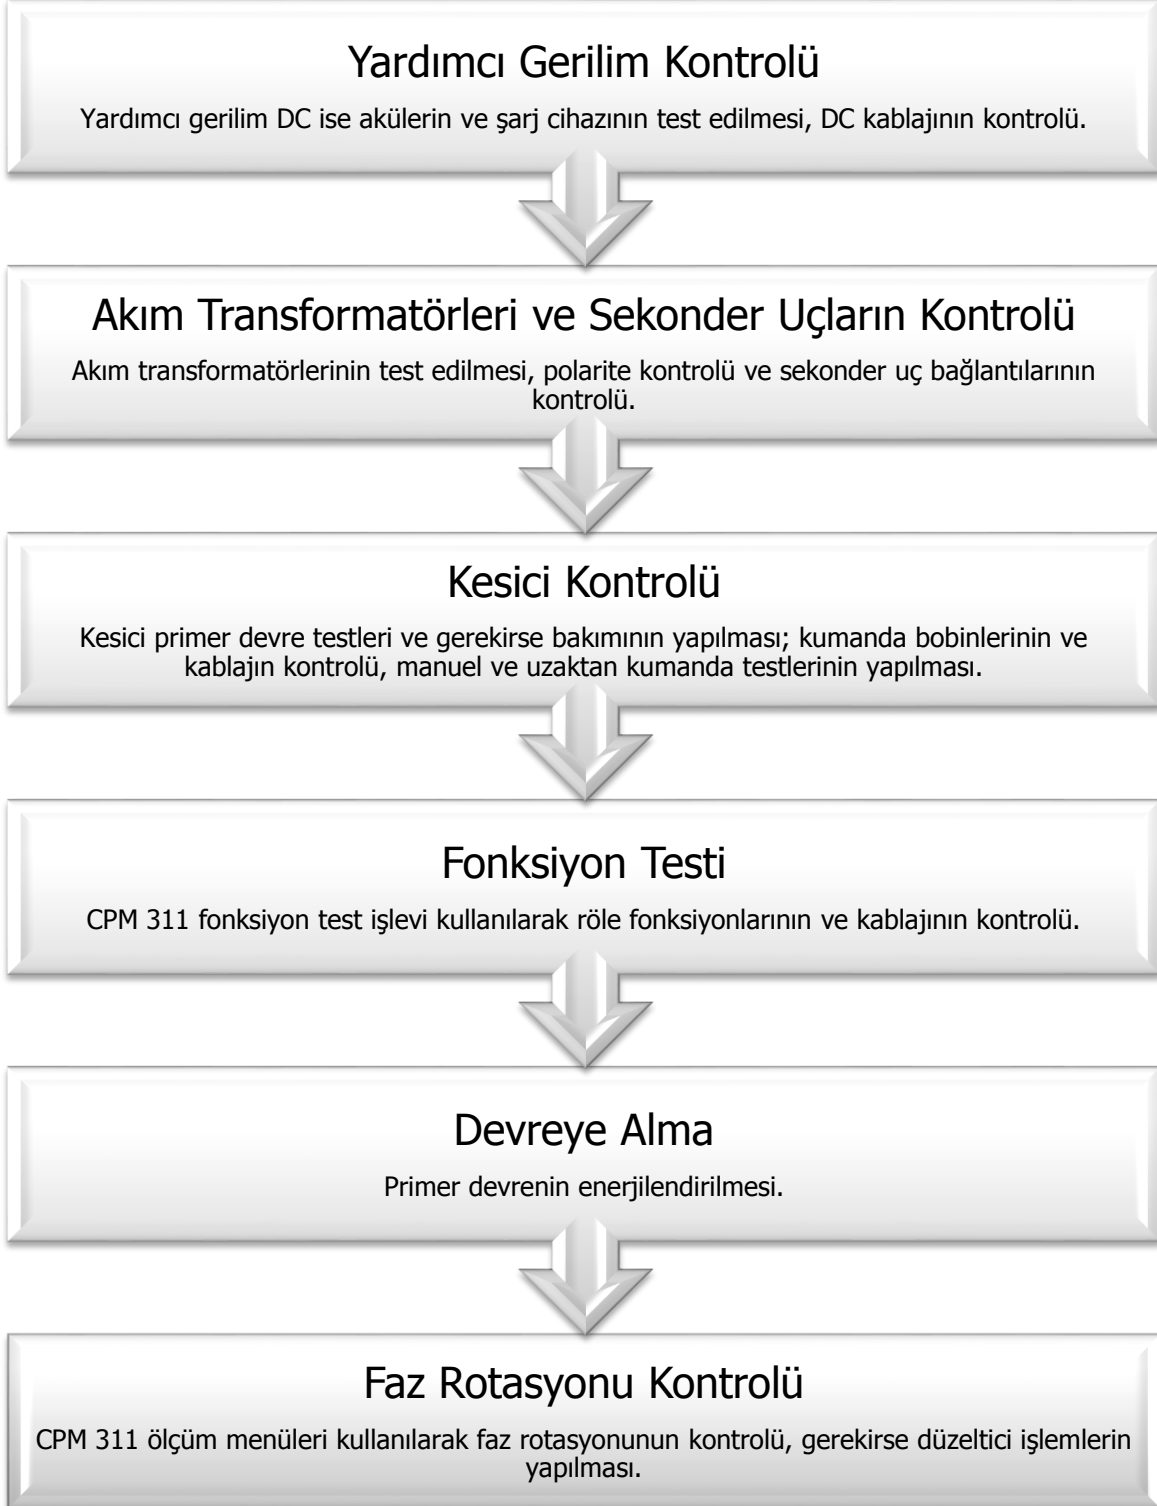 Yardımcı Gerilim Kontrolü
Yardımcı gerilim DC ise akülerin ve şarj cihazının test edilmesi, DC kablajının kontrolü.
Akım Transformatörleri ve Sekonder Uçların Kontrolü
Akım transformatörlerinin test edilmesi, polarite kontrolü ve sekonder uç bağlantılarının
kontrolü.
Kesici Kontrolü
Kesici primer devre testleri ve gerekirse bakımının yapılması; kumanda bobinlerinin ve
kablajın kontrolü, manuel ve uzaktan kumanda testlerinin yapılması.
Fonksiyon Testi
CPM 311 fonksiyon test işlevi kullanılarak röle fonksiyonlarının ve kablajının kontrolü.
Devreye Alma
Primer devrenin enerjilendirilmesi.
Faz Rotasyonu Kontrolü
CPM 311 ölçüm menüleri kullanılarak faz rotasyonunun kontrolü, gerekirse düzeltici işlemlerin
yapılması.